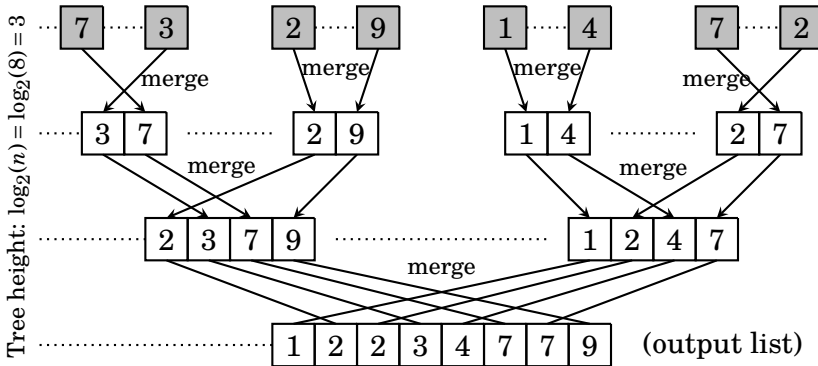 Tree height: log₂(n) = log₂(8) = 3
7 3 2 9 1 4 7 2
merge merge merge merge
3 7 2 9 1 4 2 7
merge merge
2 3 7 9 1 2 4 7
merge
1 2 2 3 4 7 7 9 (output list)